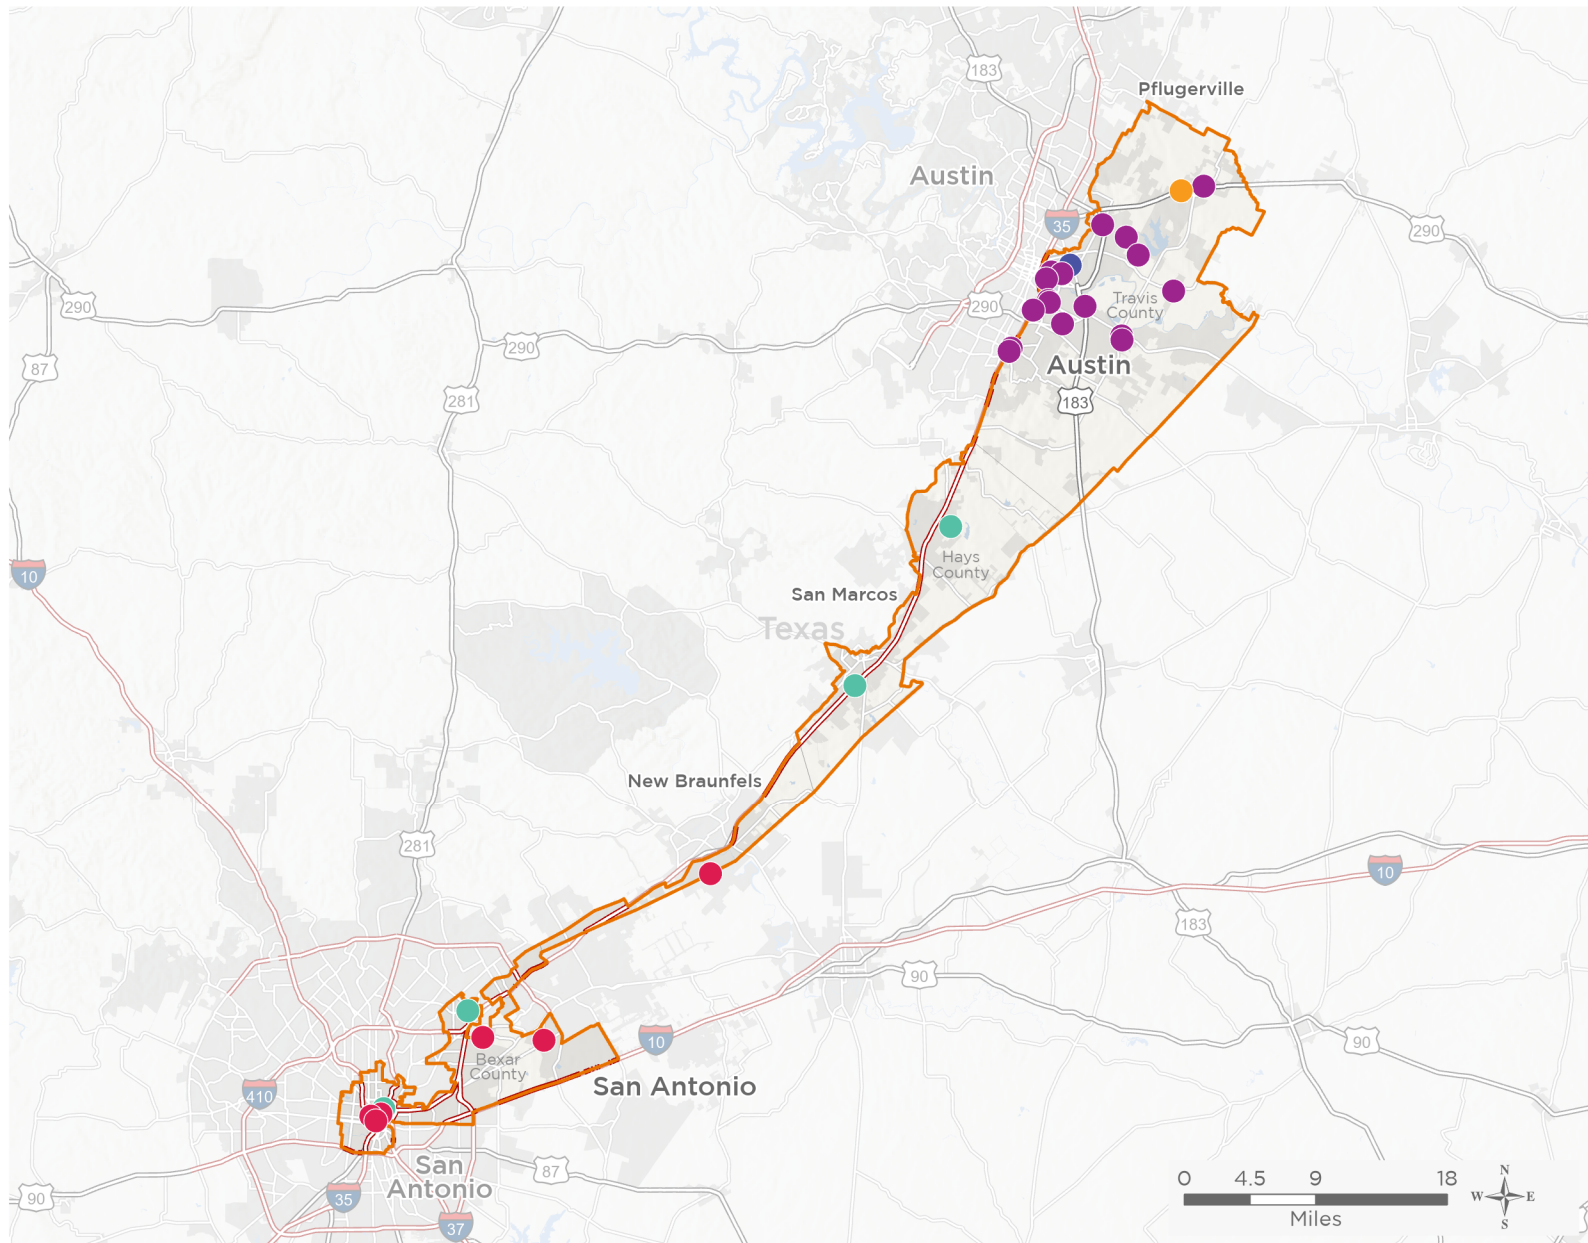 183
Pflugerville
Austin
35
290
290
Travis
County
290
290
87
Austin
281
183
Hays
County
10
San Marcos
Texas
New Braunfels
281
10
183
90
10
90
Bexar
County
San Antonio
410
San
Antonio
87
90
35
37
0 4.5 9 18
Miles
N
W E
S